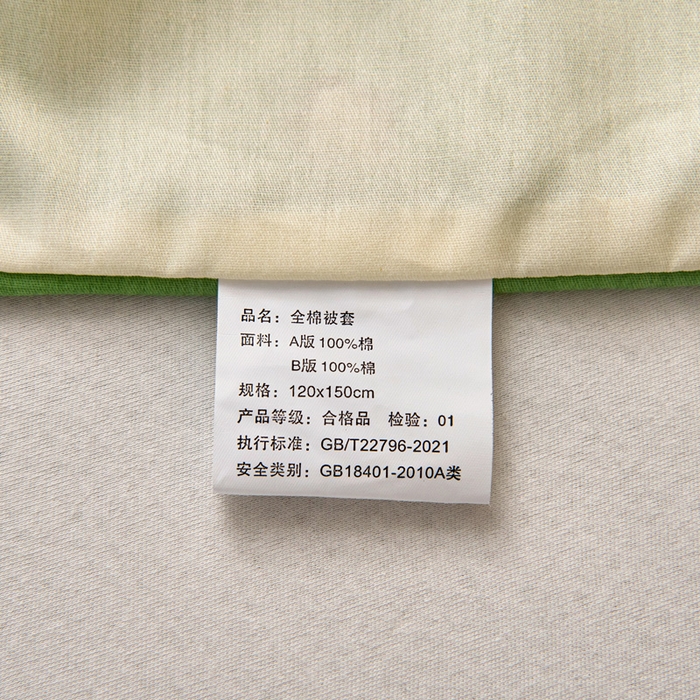 品名：全棉被套
面料：A版 100%棉
B版 100%棉
规格：120x150cm
产品等级：合格品 检验：01
执行标准：GB/T22796-2021
安全类别：GB18401-2010A类